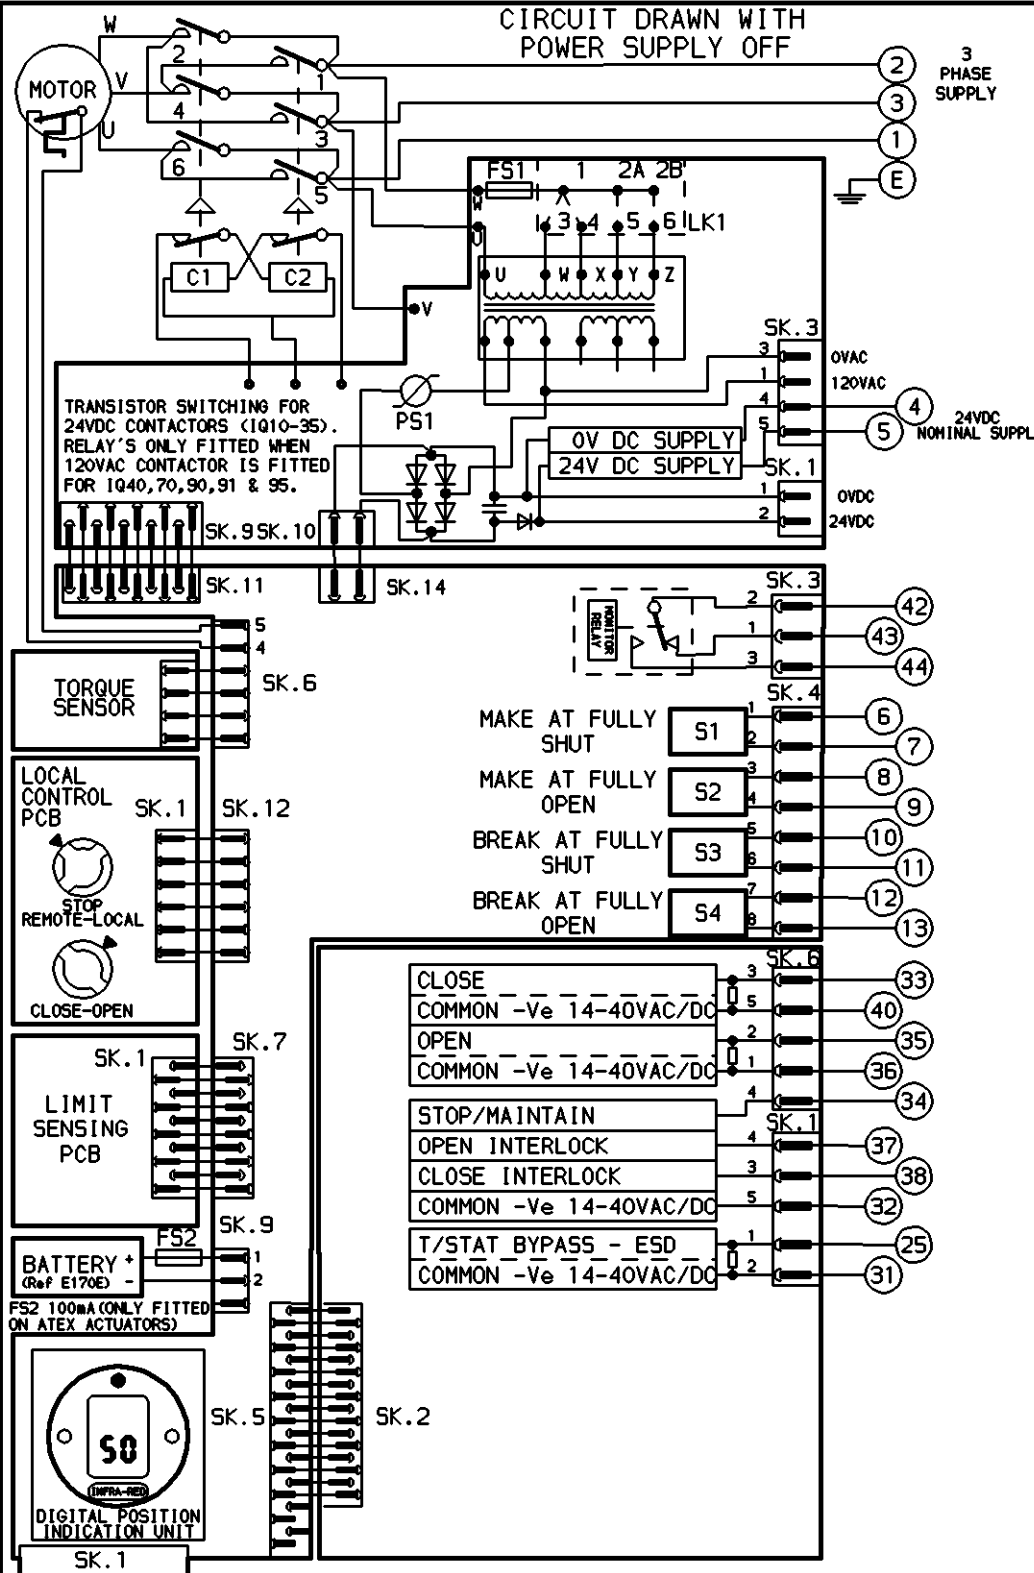 CIRCUIT DRAWN WITH
POWER SUPPLY OFF
W
V
U
MOTOR
2
4
6
1
3
5
2
3
1
E
3
PHASE
SUPPLY
FS1
1 2A 2B
W
U
3 4 5 6 LK1
U W X Y Z
C1
C2
V
PS1
TRANSISTOR SWITCHING FOR
24VDC CONTACTORS (IQ10-35).
RELAY'S ONLY FITTED WHEN
120VAC CONTACTOR IS FITTED
FOR IQ40,70,90,91 & 95.
SK.3
3 0VAC
1 120VAC
4 4
5 5
24VDC
NOMINAL SUPPL
0V DC SUPPLY
24V DC SUPPLY
SK.1
1 0VDC
2 24VDC
SK.9 SK.10
SK.11
SK.14
5
4
SK.6
TORQUE
SENSOR
MONITOR
RELAY
SK.3
2 42
1 43
3 44
SK.4
MAKE AT FULLY
SHUT
S1
1 6
2 7
MAKE AT FULLY
OPEN
S2
3 8
4 9
BREAK AT FULLY
SHUT
S3
5 10
6 11
BREAK AT FULLY
OPEN
S4
7 12
8 13
LOCAL
CONTROL
PCB
SK.1 SK.12
STOP
REMOTE-LOCAL
CLOSE-OPEN
SK.6
CLOSE 3 33
COMMON -Ve 14-40VAC/DC 5 40
OPEN 2 35
COMMON -Ve 14-40VAC/DC 1 36
STOP/MAINTAIN 4 34
SK.1
OPEN INTERLOCK 4 37
CLOSE INTERLOCK 3 38
COMMON -Ve 14-40VAC/DC 5 32
T/STAT BYPASS - ESD 1 25
COMMON -Ve 14-40VAC/DC 2 31
SK.1
SK.7
LIMIT
SENSING
PCB
SK.9
BATTERY +
(Ref E170E) -
FS2
1
2
FS2 100mA(ONLY FITTED
ON ATEX ACTUATORS)
SK.5
SK.2
50
INFRA-RED
DIGITAL POSITION
INDICATION UNIT
SK.1